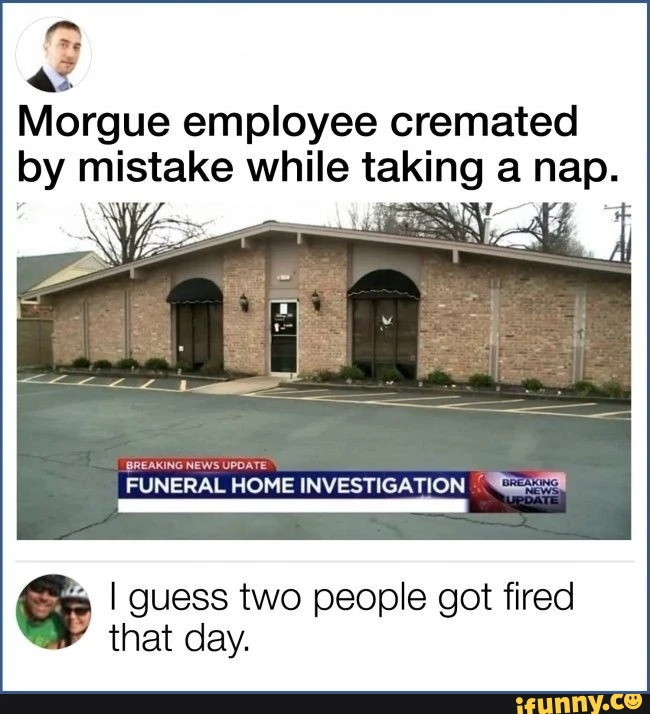 Morgue employee cremated
by mistake while taking a nap.
BREAKING NEWS UPDATE
FUNERAL HOME INVESTIGATION
BREAKING
NEWS
UPDATE
I guess two people got fired
that day.
ifunny.co